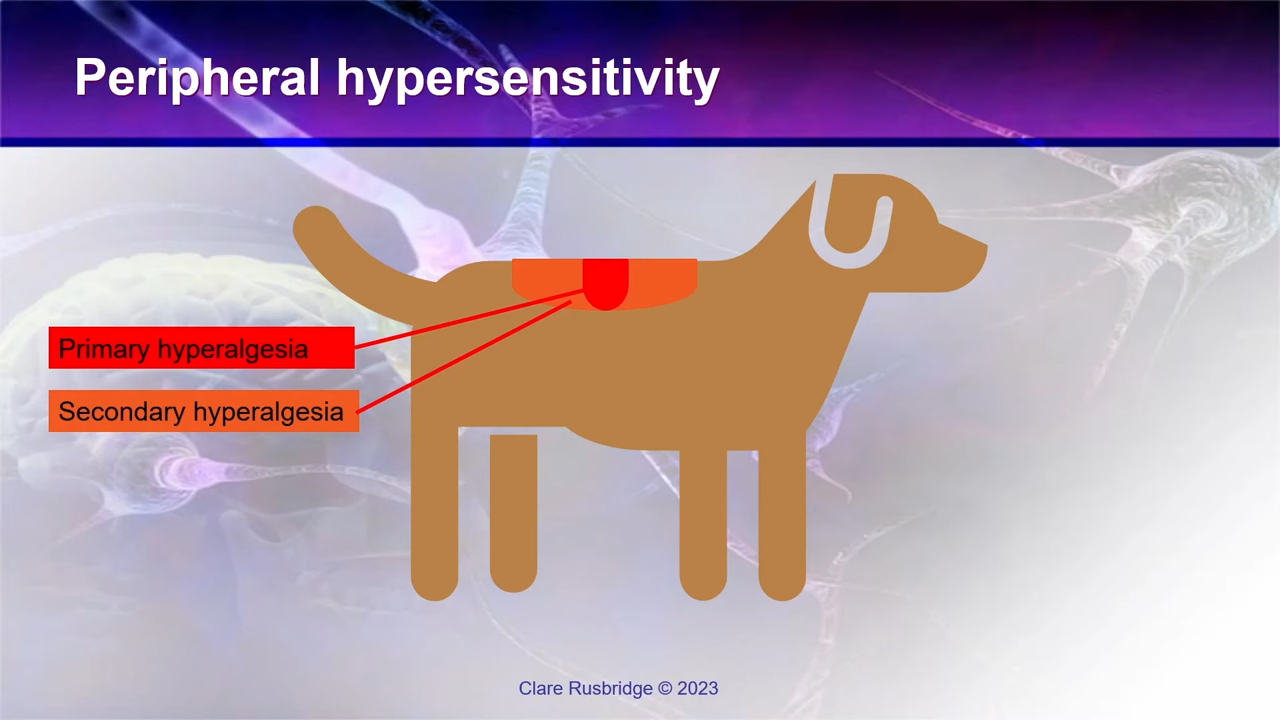 Peripheral hypersensitivity
Primary hyperalgesia
Secondary hyperalgesia
Clare Rusbridge © 2023